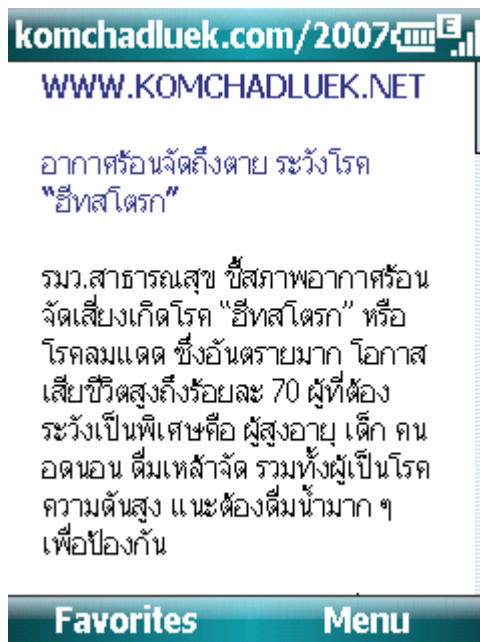 komchadluek.com/2007
E
WWW.KOMCHADLUEK.NET
อากาศร้อนจัดถึงตาย ระวังโรค
"ฮีทสโตรก"
รมว.สาธารณสุข ชี้สภาพอากาศร้อน
จัดเสี่ยงเกิดโรค "ฮีทสโตรก" หรือ
โรคลมแดด ซึ่งอันตรายมาก โอกาส
เสียชีวิตสูงถึงร้อยละ 70 ผู้ที่ต้อง
ระวังเป็นพิเศษคือ ผู้สูงอายุ เด็ก คน
อดนอน ดื่มเหล้าจัด รวมทั้งผู้เป็นโรค
ความดันสูง แนะต้องดื่มน้ำมาก ๆ
เพื่อป้องกัน
Favorites Menu